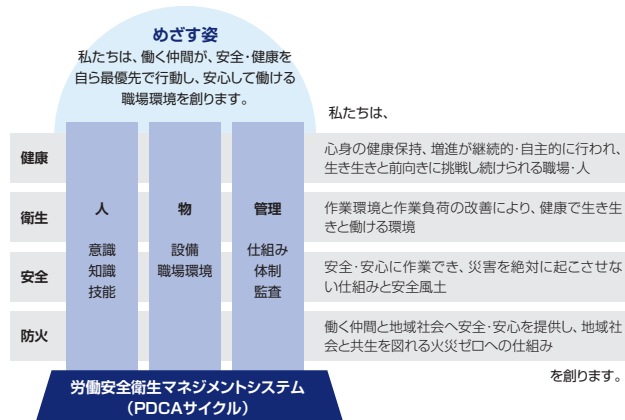 めざす姿
私たちは、働く仲間が、安全・健康を
自ら最優先で行動し、安心して働ける
職場環境を創ります。
私たちは、
健康
心身の健康保持、増進が継続的・自主的に行われ、
生き生きと前向きに挑戦し続けられる職場・人
衛生
作業環境と作業負荷の改善により、健康で生き生
きと働ける環境
安全
安全・安心に作業でき、災害を絶対に起こさせな
い仕組みと安全風土
防火
働く仲間と地域社会へ安全・安心を提供し、地域社
会と共生を図れる火災ゼロへの仕組み
を創ります。
人
意識
知識
技能
物
設備
職場環境
管理
仕組み
体制
監査
労働安全衛生マネジメントシステム
（PDCAサイクル）